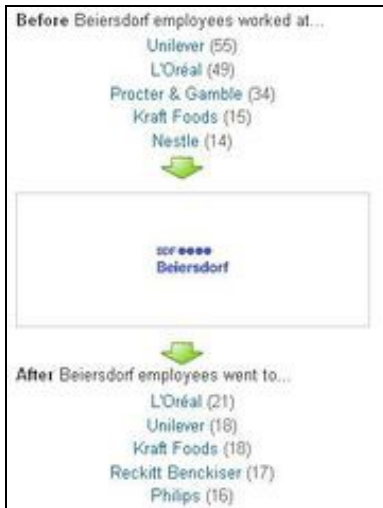 Before Beiersdorf employees worked at...
Unilever (55)
L'Oréal (49)
Procter & Gamble (34)
Kraft Foods (15)
Nestle (14)
BDF ●●●●
Beiersdorf
After Beiersdorf employees went to...
L'Oréal (21)
Unilever (18)
Kraft Foods (18)
Reckitt Benckiser (17)
Philips (16)